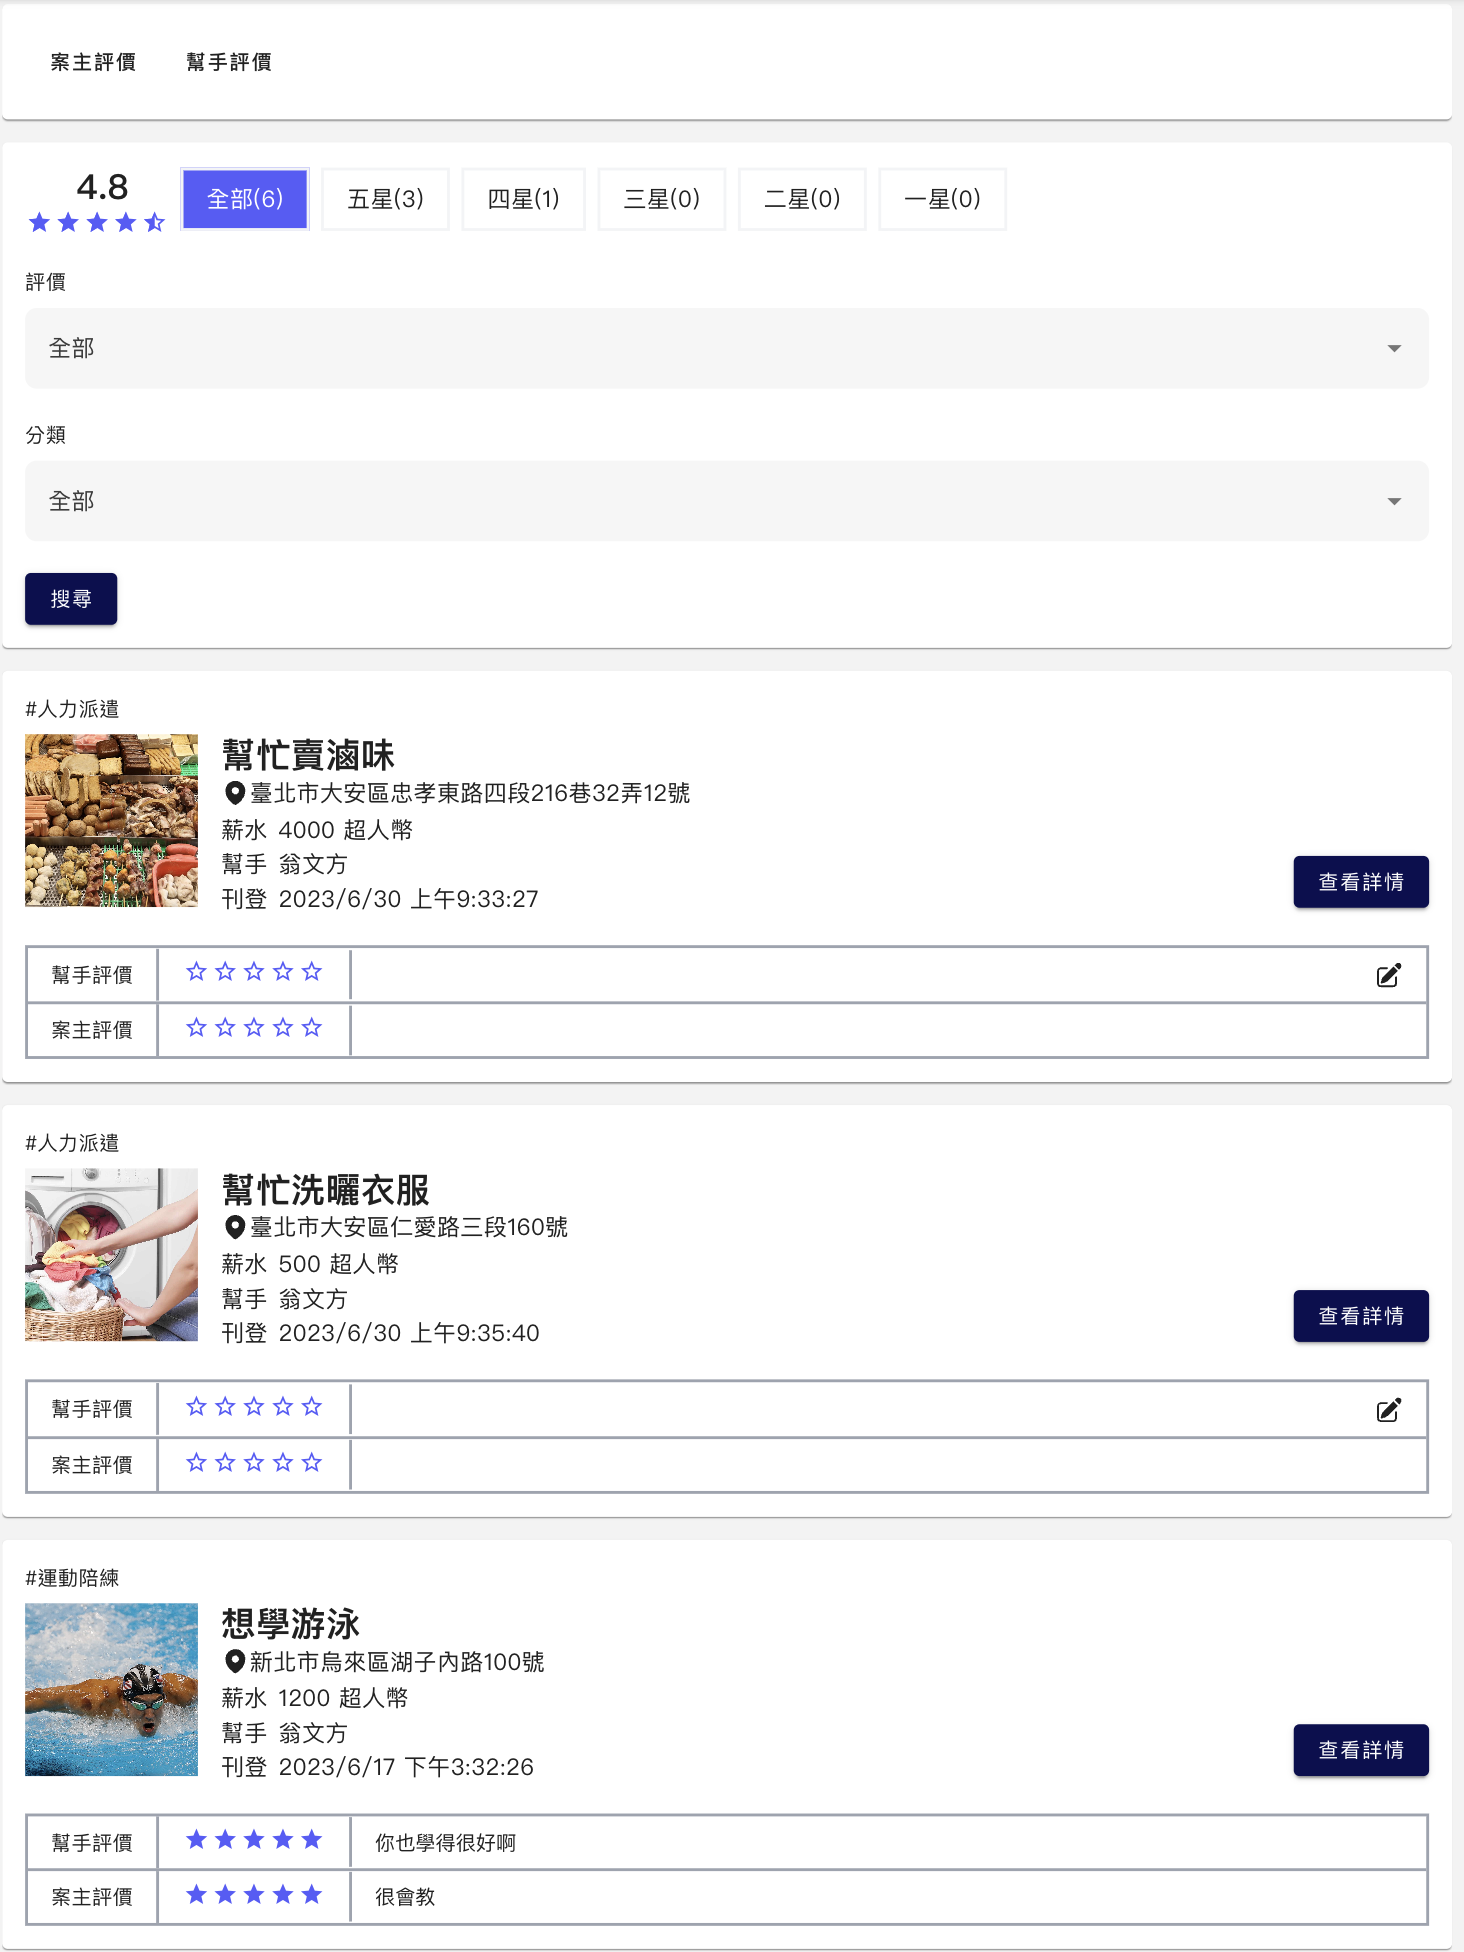 案主評價 幫手評價
4.8
全部(6) 五星(3) 四星(1) 三星(0) 二星(0) 一星(0)
評價
全部
分類
全部
搜尋
#人力派遣
幫忙賣滷味
臺北市大安區忠孝東路四段216巷32弄12號
薪水 4000 超人幣
幫手 翁文方
刊登 2023/6/30 上午9:33:27
查看詳情
幫手評價
案主評價
#人力派遣
幫忙洗曬衣服
臺北市大安區仁愛路三段160號
薪水 500 超人幣
幫手 翁文方
刊登 2023/6/30 上午9:35:40
查看詳情
幫手評價
案主評價
#運動陪練
想學游泳
新北市烏來區湖子內路100號
薪水 1200 超人幣
幫手 翁文方
刊登 2023/6/17 下午3:32:26
查看詳情
幫手評價 你也學得很好啊
案主評價 很會教